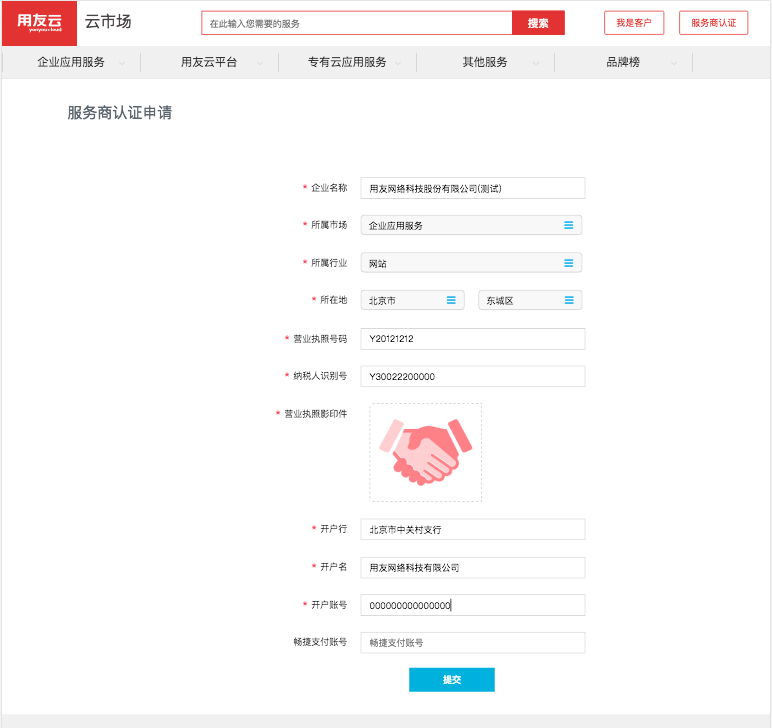 用友云 云市场 在此输入您需要的服务 搜索 我是客户 服务商认证
yonyou cloud
企业应用服务 用友云平台 专有云应用服务 其他服务 品牌榜
服务商认证申请
* 企业名称 用友网络科技股份有限公司(测试)
* 所属市场 企业应用服务
* 所属行业 网站
* 所在地 北京市 东城区
* 营业执照号码 Y20121212
* 纳税人识别号 Y30022200000
* 营业执照影印件
* 开户行 北京市中关村支行
* 开户名 用友网络科技有限公司
* 开户账号 000000000000000
畅捷支付账号 畅捷支付账号
提交